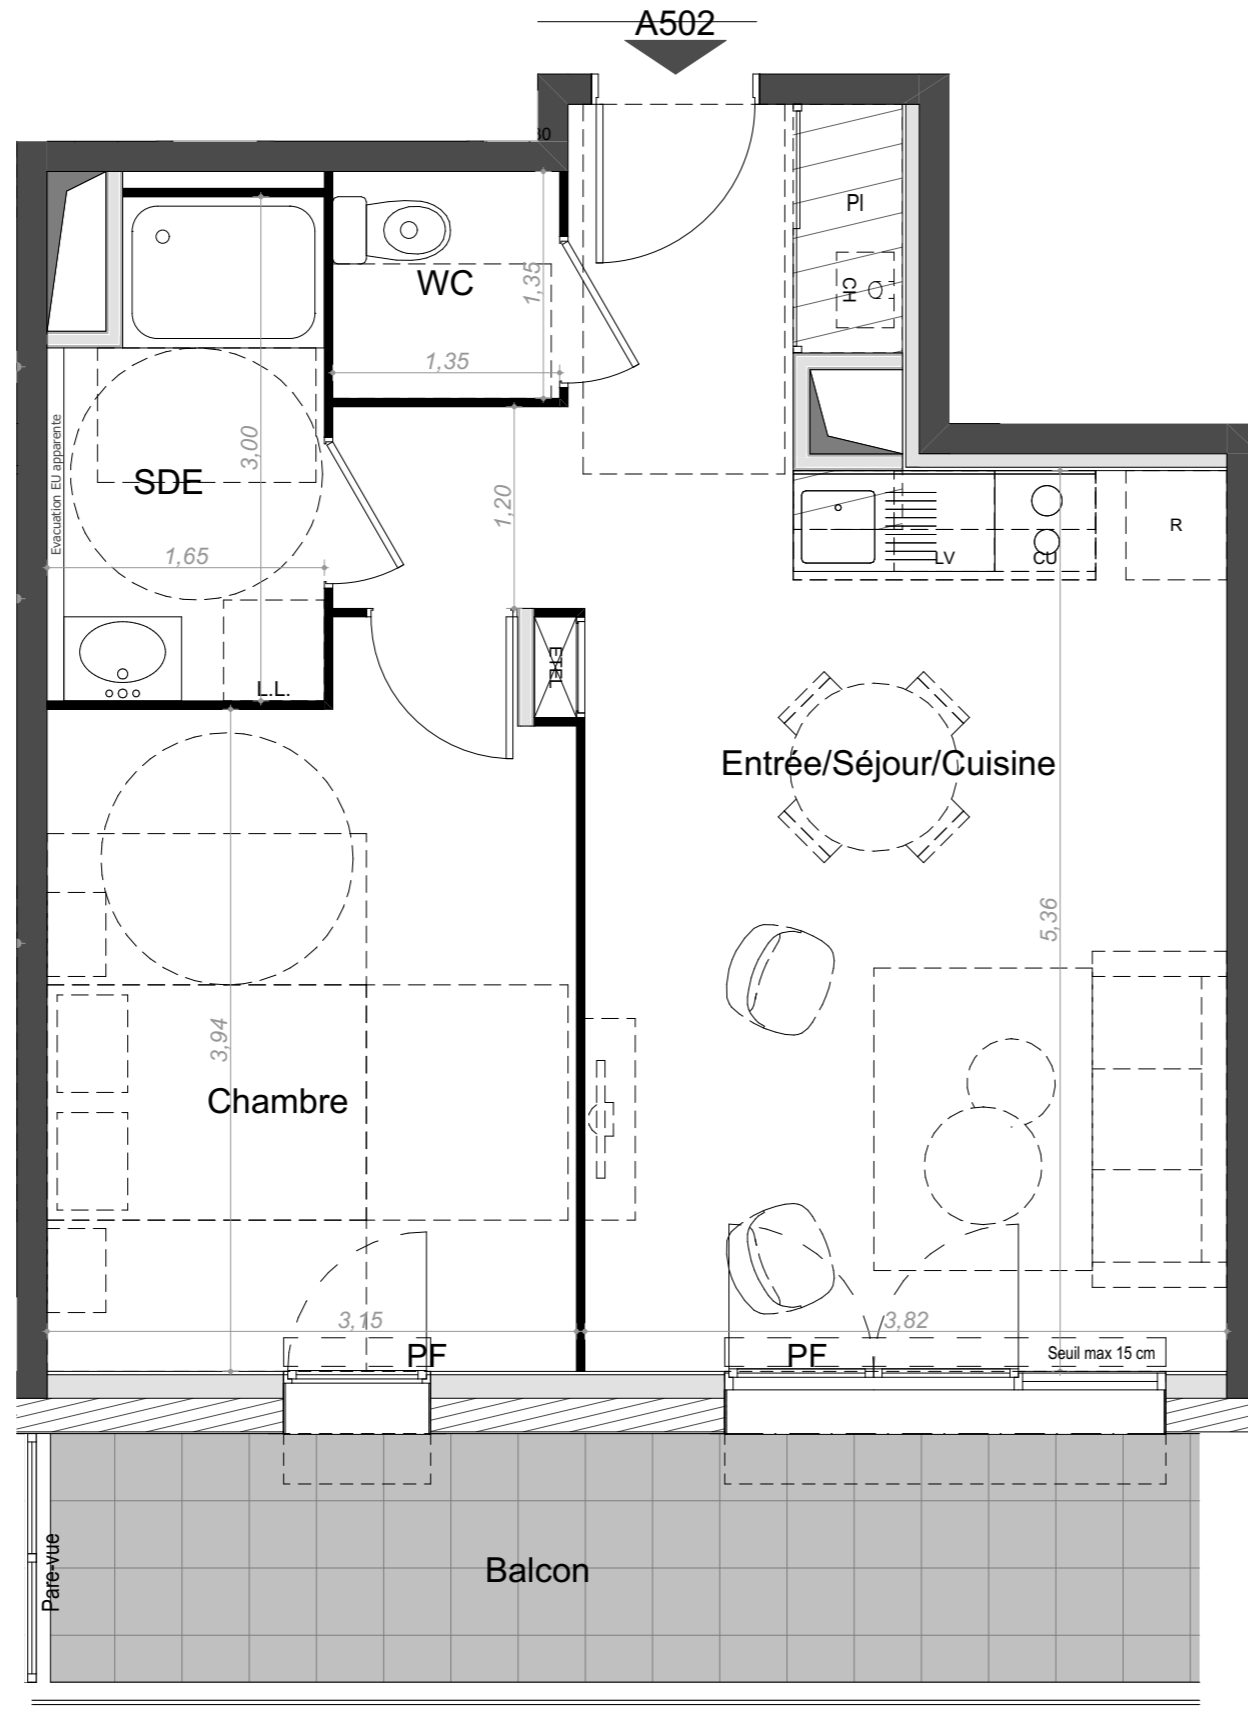 A502
PI
CH
WC
1,35
1,35
Evacuation EU apparente
3,00
SDE
1,65
1,20
LV
CU
R
L.L.
ETEL
Entrée/Séjour/Cuisine
5,36
3,94
Chambre
3,15
3,82
PF
PF
Seuil max 15 cm
Pare-vue
Balcon